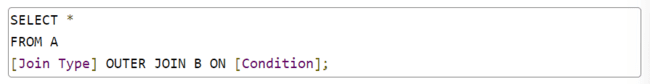 SELECT *
FROM A
[Join Type] OUTER JOIN B ON [Condition];